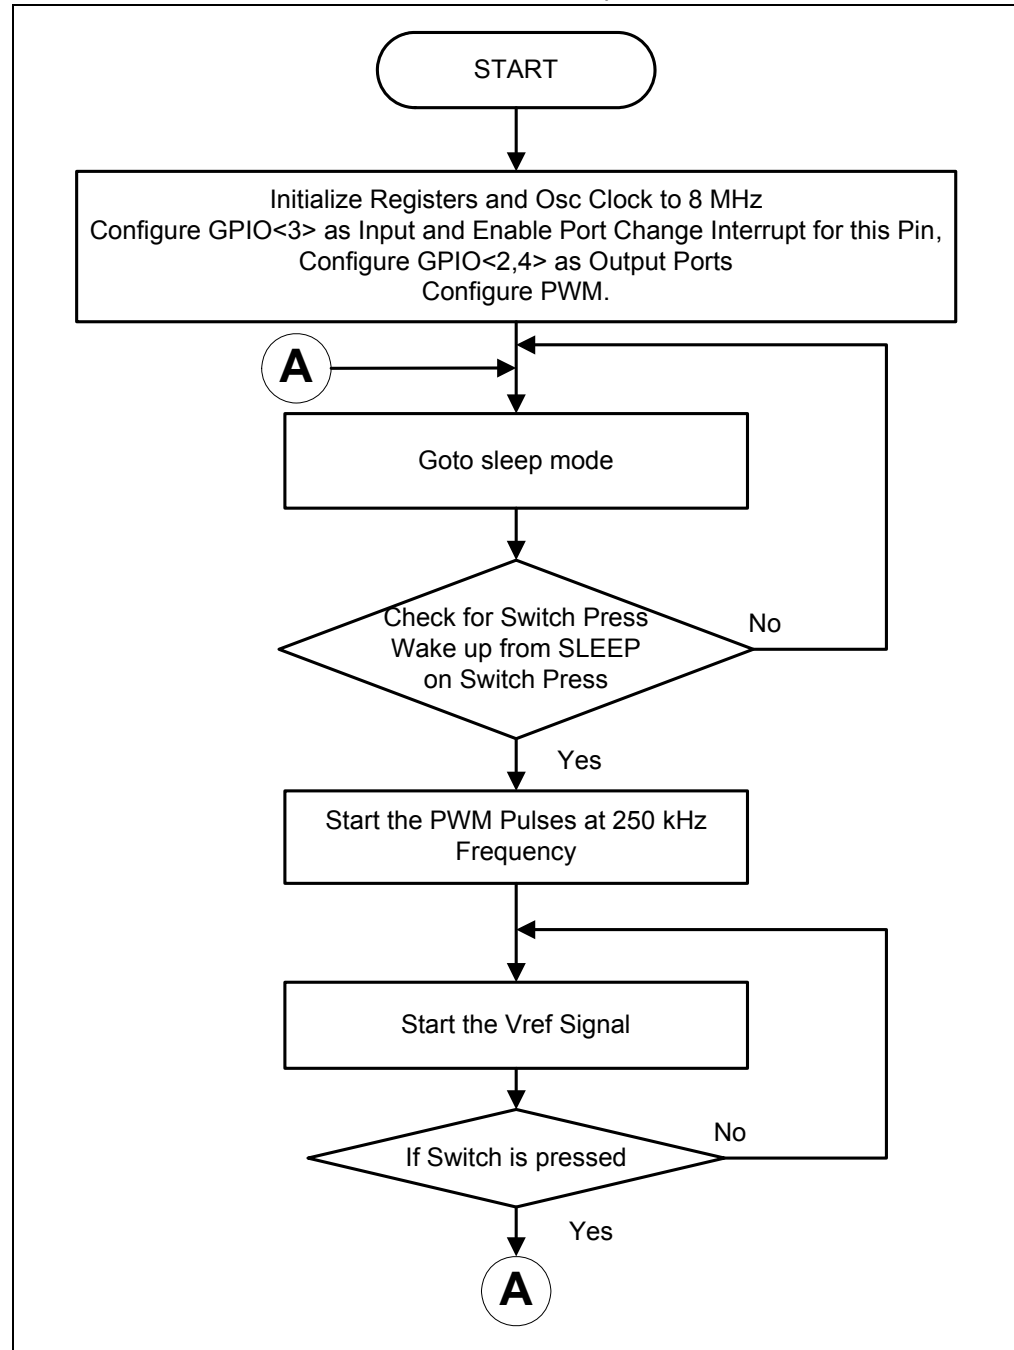 START
Initialize Registers and Osc Clock to 8 MHz
Configure GPIO<3> as Input and Enable Port Change Interrupt for this Pin,
Configure GPIO<2,4> as Output Ports
Configure PWM.
A
Goto sleep mode
Check for Switch Press
Wake up from SLEEP
on Switch Press
No
Yes
Start the PWM Pulses at 250 kHz
Frequency
Start the Vref Signal
If Switch is pressed
No
Yes
A